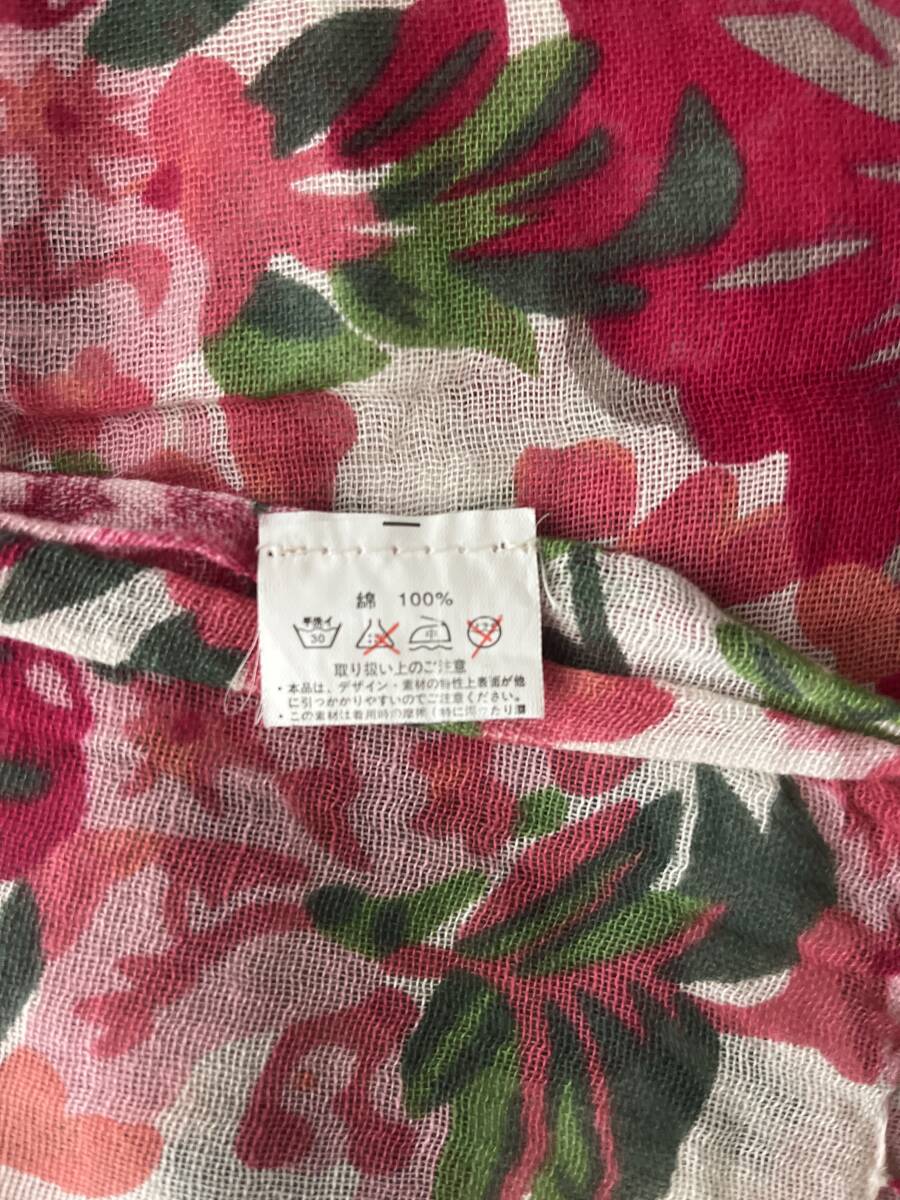 綿 100%
手洗イ 30 中
取り扱い上のご注意
・本品は、デザイン・素材の特性上表面が他
に引っかかりやすいのでご注意ください。
・この素材は着用時の摩擦（特に